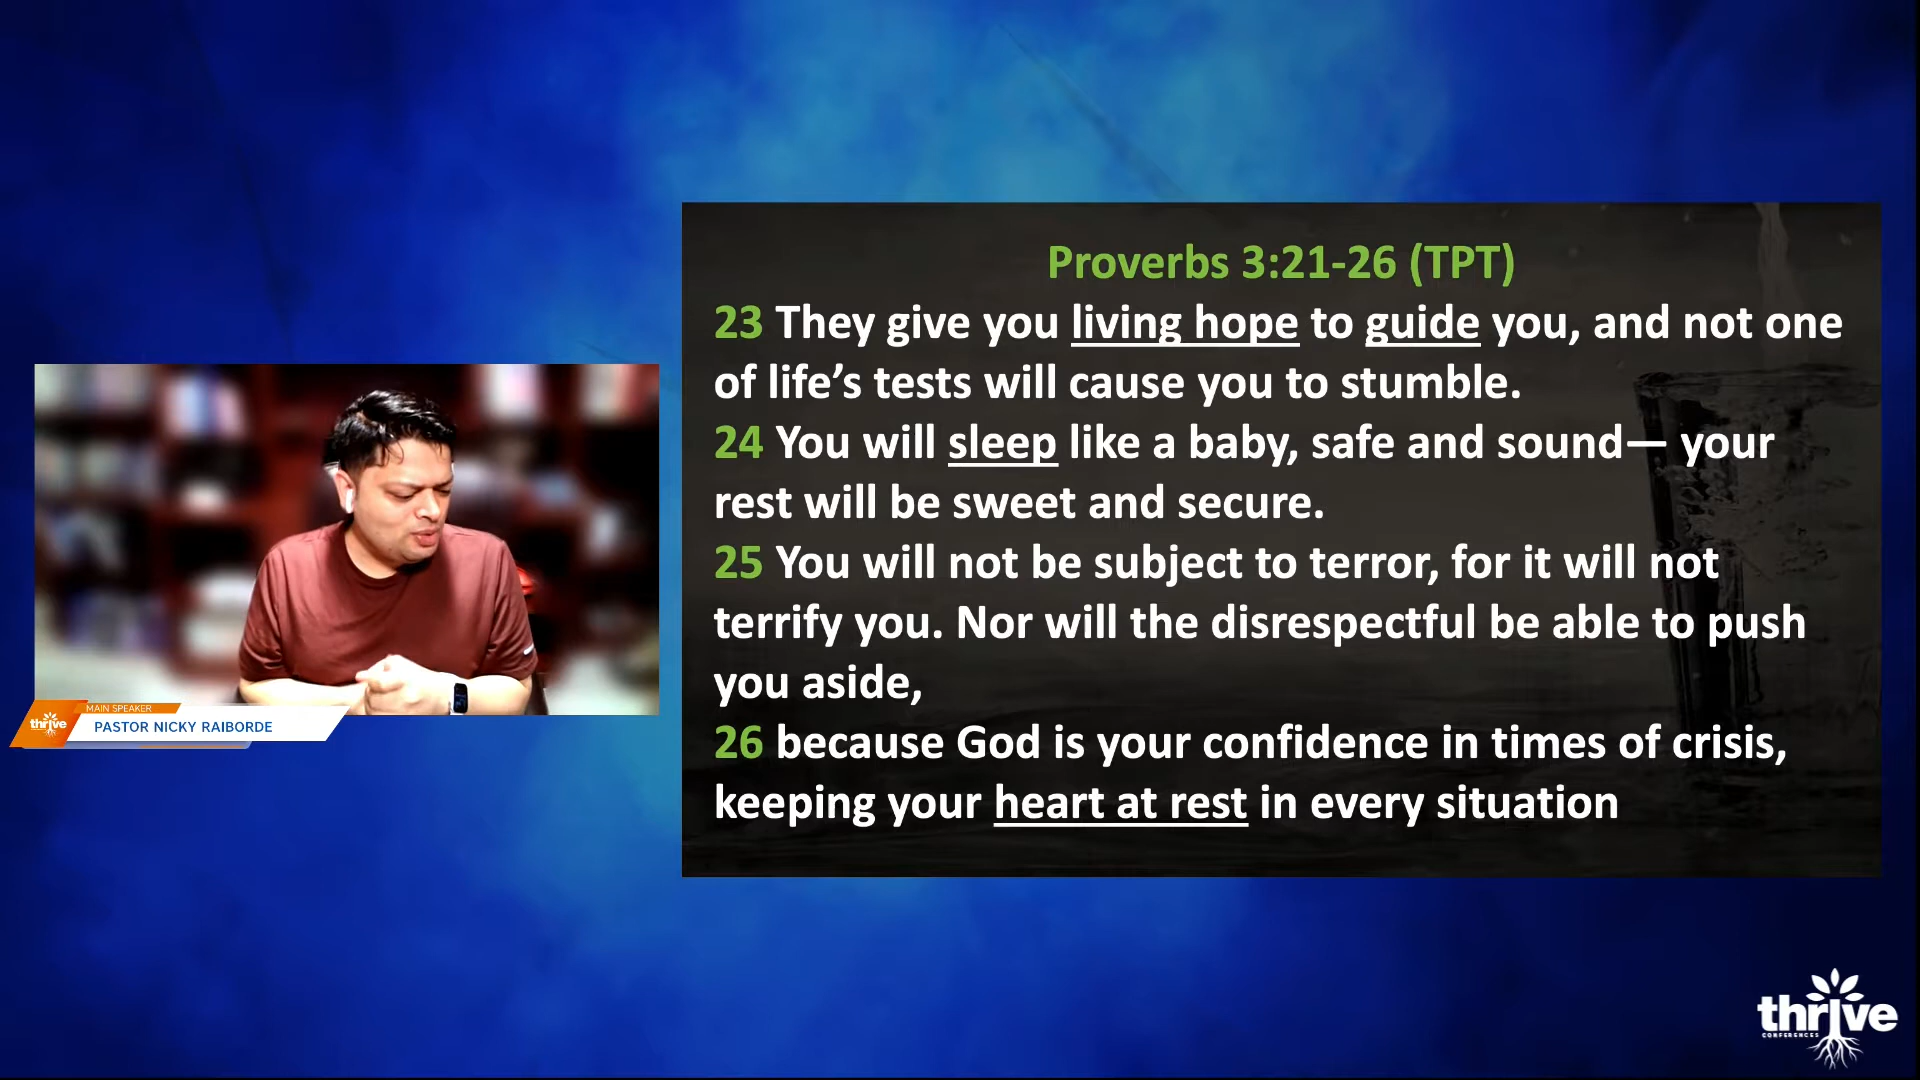 Proverbs 3:21-26 (TPT)
23 They give you living hope to guide you, and not one
of life’s tests will cause you to stumble.
24 You will sleep like a baby, safe and sound— your
rest will be sweet and secure.
25 You will not be subject to terror, for it will not
terrify you. Nor will the disrespectful be able to push
you aside,
26 because God is your confidence in times of crisis,
keeping your heart at rest in every situation
MAIN SPEAKER
thrive
PASTOR NICKY RAIBORDE
thrive
CONFERENCES